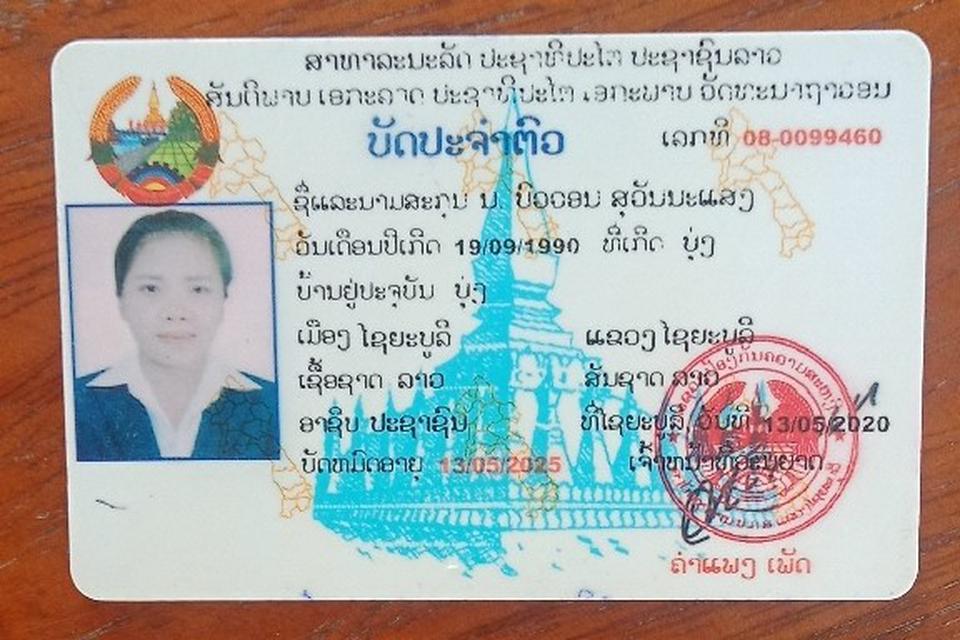 ສາທາລະນະລັດ ປະຊາທິປະໄຕ ປະຊາຊົນລາວ
ສັນຕິພາບ ເອກະລາດ ປະຊາທິປະໄຕ ເອກະພາບ ວັດທະນາຖາວອນ
ບັດປະຈຳຕົວ
ເລກທີ 08-0099460
ຊື່ແລະນາມສະກຸນ ນ. ບົວວອນ ສຸວັນນະແສງ
ວັນເດືອນປີເກີດ 19/09/1990 ທີ່ເກີດ ບຸ່ງ
ບ້ານຢູ່ປະຈຸບັນ ບຸ່ງ
ເມືອງ ໄຊຍະບູລີ ແຂວງ ໄຊຍະບູລີ
ເຊື້ອຊາດ ລາວ ສັນຊາດ ລາວ
ອາຊີບ ປະຊາຊົນ ທີ່ໄຊຍະບູລີ, ວັນທີ 13/05/2020
ບັດຫມົດອາຍຸ 13/05/2025 ເຈົ້າຫນ້າທີ່ອະນຸຍາດ
ຄຳແພງ ເພັດ